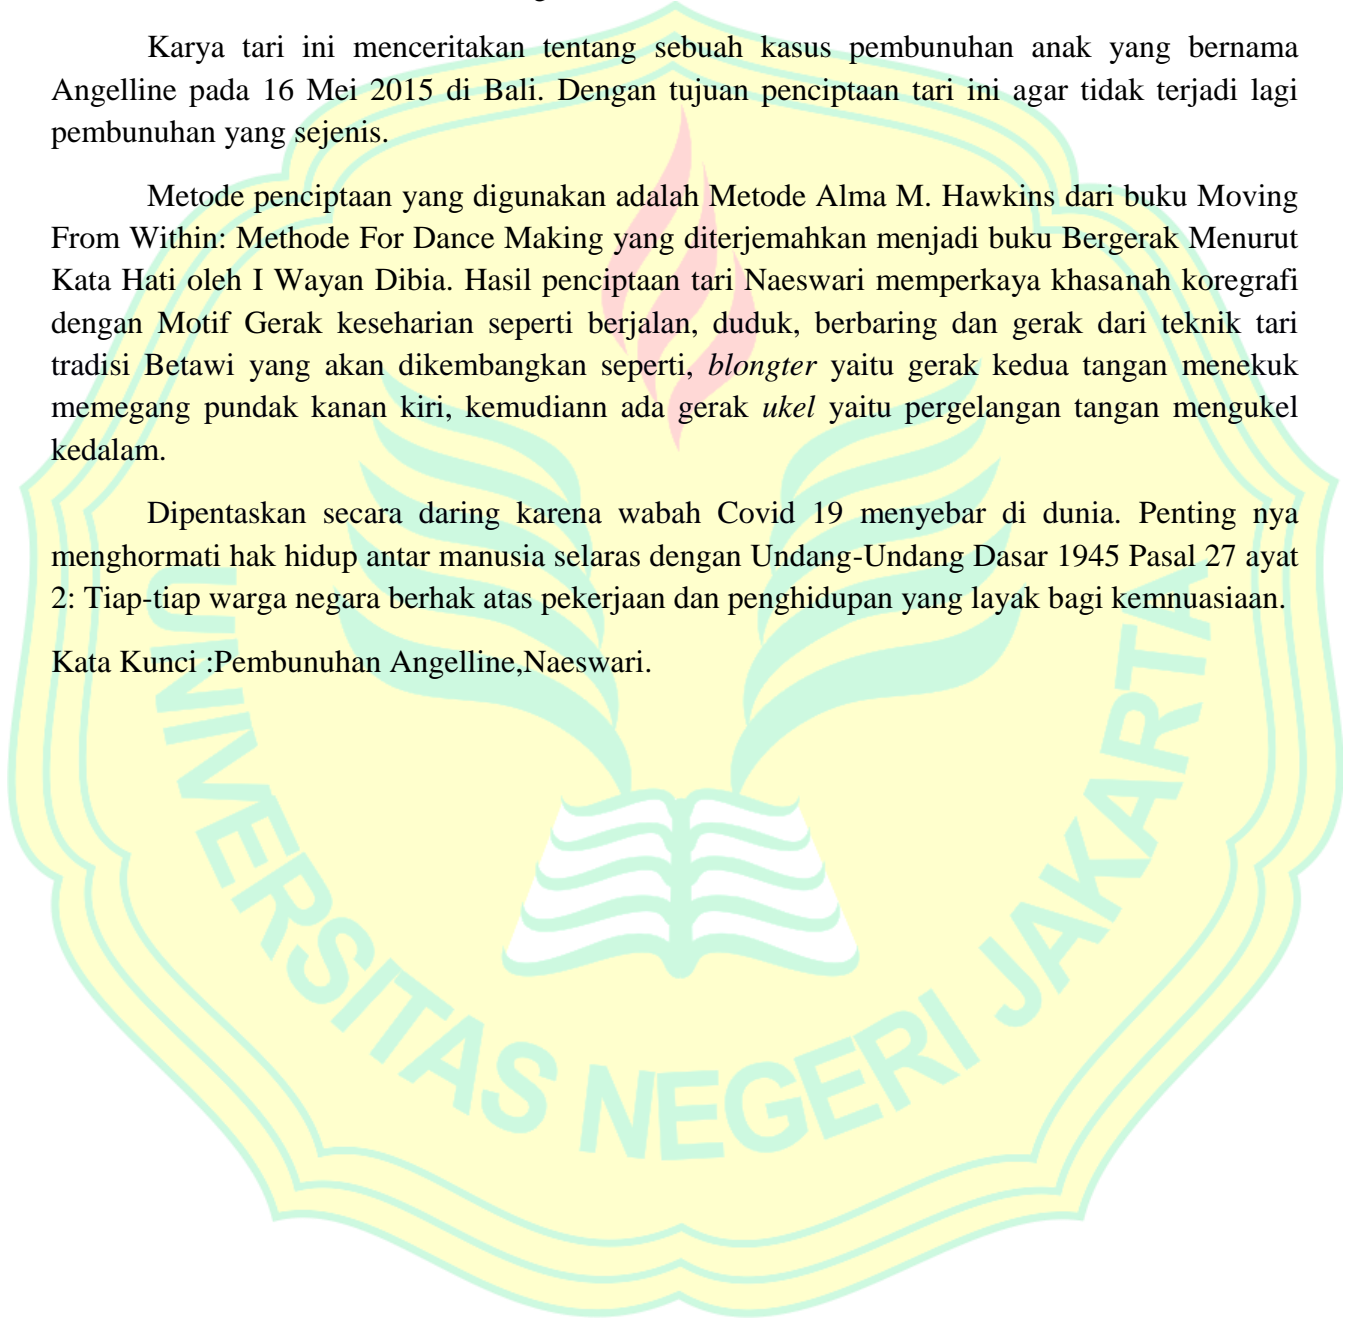 Karya tari ini menceritakan tentang sebuah kasus pembunuhan anak yang bernama
Angelline pada 16 Mei 2015 di Bali. Dengan tujuan penciptaan tari ini agar tidak terjadi lagi
pembunuhan yang sejenis.
Metode penciptaan yang digunakan adalah Metode Alma M. Hawkins dari buku Moving
From Within: Methode For Dance Making yang diterjemahkan menjadi buku Bergerak Menurut
Kata Hati oleh I Wayan Dibia. Hasil penciptaan tari Naeswari memperkaya khasanah koregrafi
dengan Motif Gerak keseharian seperti berjalan, duduk, berbaring dan gerak dari teknik tari
tradisi Betawi yang akan dikembangkan seperti, blongter yaitu gerak kedua tangan menekuk
memegang pundak kanan kiri, kemudiann ada gerak ukel yaitu pergelangan tangan mengukel
kedalam.
Dipentaskan secara daring karena wabah Covid 19 menyebar di dunia. Penting nya
menghormati hak hidup antar manusia selaras dengan Undang-Undang Dasar 1945 Pasal 27 ayat
2: Tiap-tiap warga negara berhak atas pekerjaan dan penghidupan yang layak bagi kemnuasiaan.
Kata Kunci :Pembunuhan Angelline,Naeswari.
UNIVERSITAS NEGERI JAKARTA